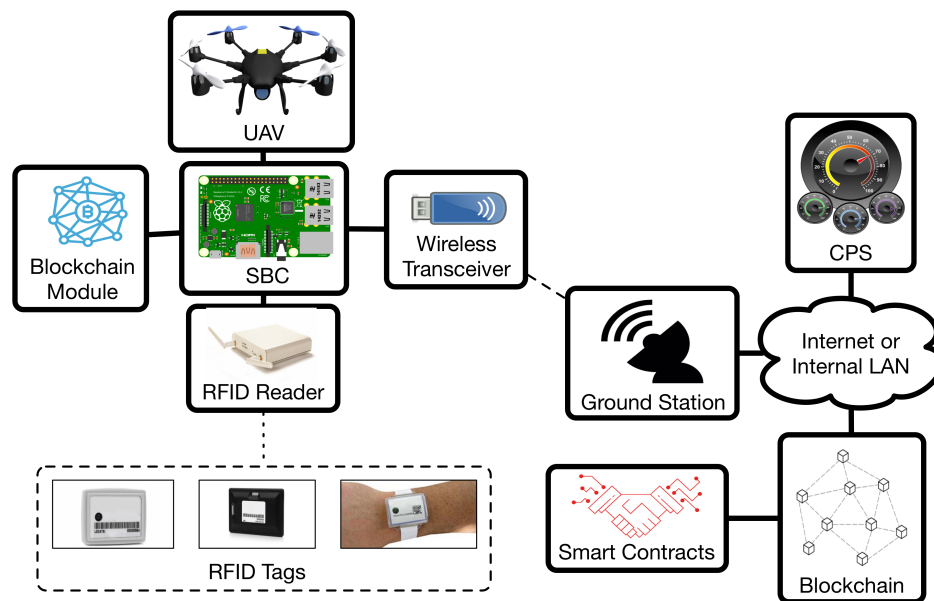 UAV
SBC
Blockchain
Module
Wireless
Transceiver
RFID Reader
RFID Tags
CPS
Internet or
Internal LAN
Ground Station
Smart Contracts
Blockchain